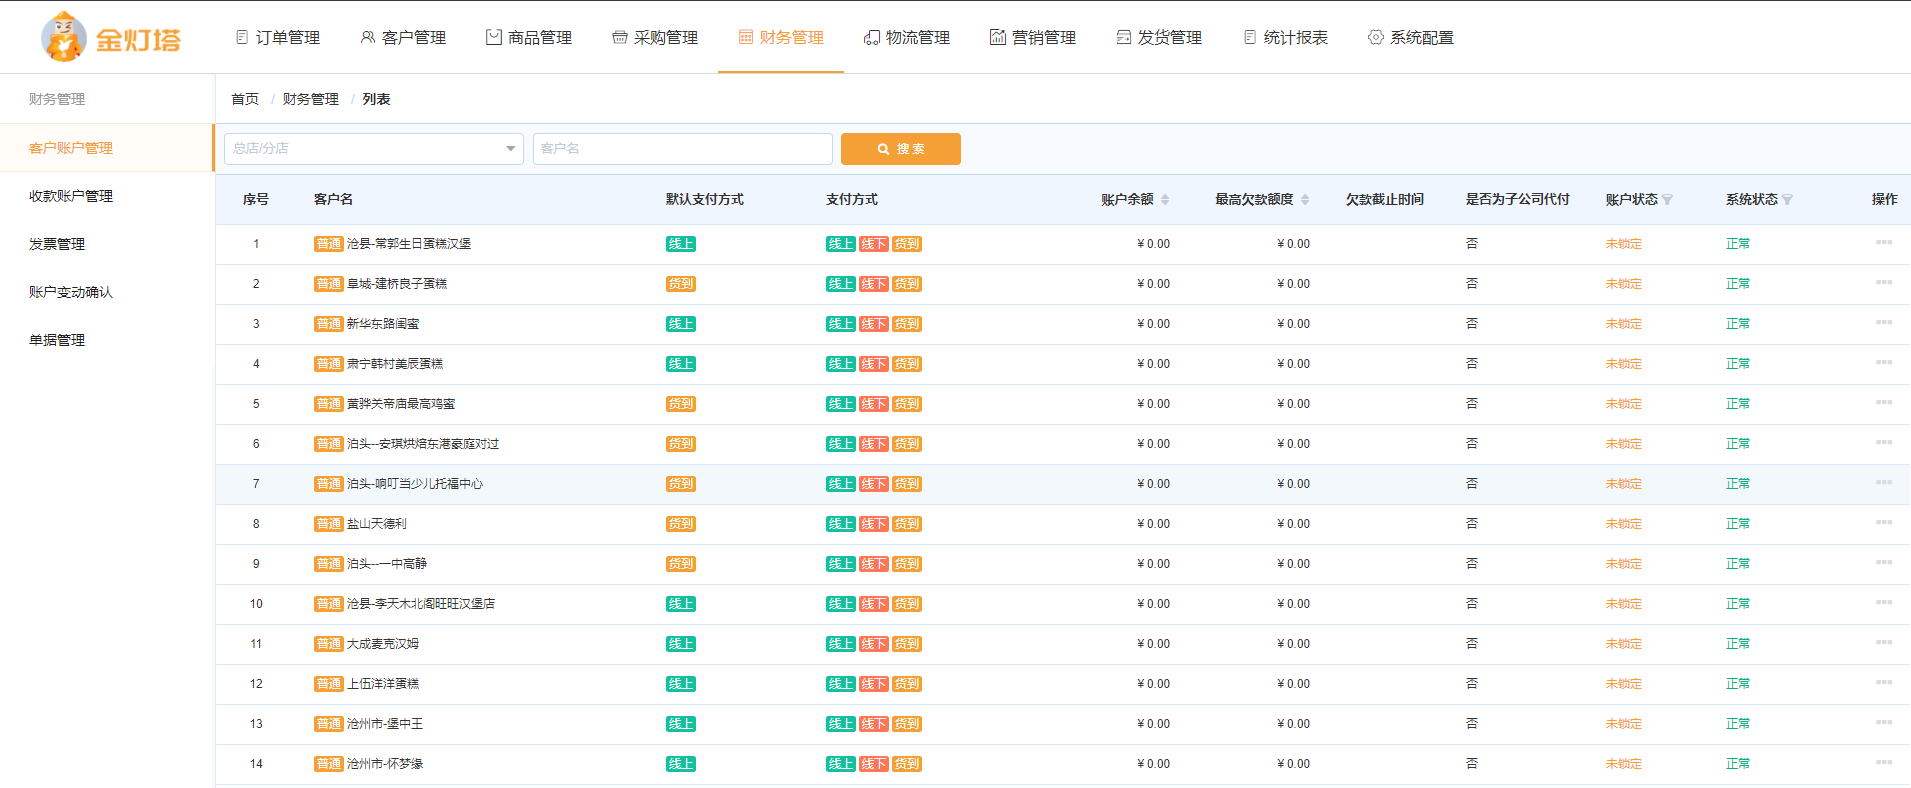 金灯塔 订单管理 客户管理 商品管理 采购管理 财务管理 物流管理 营销管理 发货管理 统计报表 系统配置
财务管理
客户账户管理
收款账户管理
发票管理
账户变动确认
单据管理
首页 / 财务管理 / 列表
总店/分店 客户名 搜 索
序号 客户名 默认支付方式 支付方式 账户余额 最高欠款额度 欠款截止时间 是否为子公司代付 账户状态 系统状态 操作
1 普通 沧县-常郭生日蛋糕汉堡 线上 线上 线下 货到 ¥ 0.00 ¥ 0.00 否 未锁定 正常
2 普通 阜城-建桥良子蛋糕 货到 线上 线下 货到 ¥ 0.00 ¥ 0.00 否 未锁定 正常
3 普通 新华东路闺蜜 线上 线上 线下 货到 ¥ 0.00 ¥ 0.00 否 未锁定 正常
4 普通 肃宁韩村美辰蛋糕 线上 线上 线下 货到 ¥ 0.00 ¥ 0.00 否 未锁定 正常
5 普通 黄骅关帝庙最高鸡蜜 货到 线上 线下 货到 ¥ 0.00 ¥ 0.00 否 未锁定 正常
6 普通 泊头--安琪烘焙东港豪庭对过 货到 线上 线下 货到 ¥ 0.00 ¥ 0.00 否 未锁定 正常
7 普通 泊头-响叮当少儿托福中心 货到 线上 线下 货到 ¥ 0.00 ¥ 0.00 否 未锁定 正常
8 普通 盐山天德利 货到 线上 线下 货到 ¥ 0.00 ¥ 0.00 否 未锁定 正常
9 普通 泊头--一中高静 货到 线上 线下 货到 ¥ 0.00 ¥ 0.00 否 未锁定 正常
10 普通 沧县-李天木北阁旺旺汉堡店 线上 线上 线下 货到 ¥ 0.00 ¥ 0.00 否 未锁定 正常
11 普通 大成麦克汉姆 线上 线上 线下 货到 ¥ 0.00 ¥ 0.00 否 未锁定 正常
12 普通 上伍洋洋蛋糕 线上 线上 线下 货到 ¥ 0.00 ¥ 0.00 否 未锁定 正常
13 普通 沧州市-堡中王 线上 线上 线下 货到 ¥ 0.00 ¥ 0.00 否 未锁定 正常
14 普通 沧州市-怀梦缘 线上 线上 线下 货到 ¥ 0.00 ¥ 0.00 否 未锁定 正常